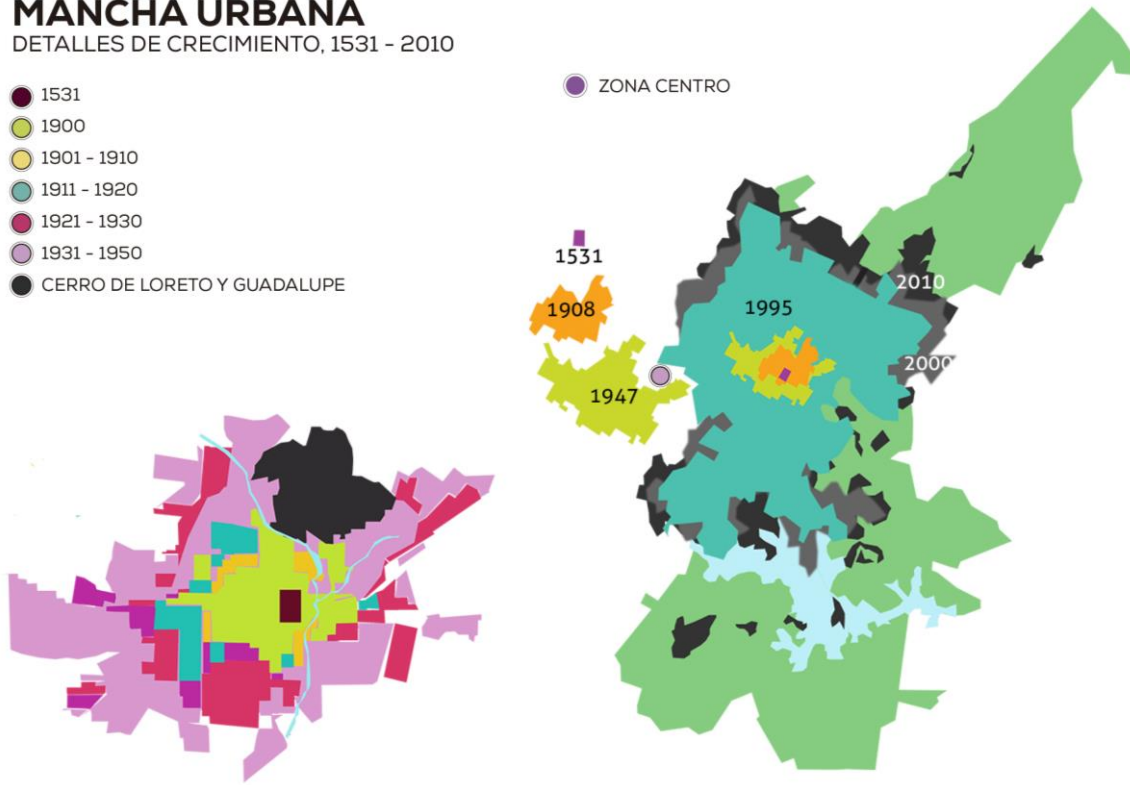 MANCHA URBANA
DETALLES DE CRECIMIENTO, 1531 - 2010
1531
1900
1901 - 1910
1911 - 1920
1921 - 1930
1931 - 1950
CERRO DE LORETO Y GUADALUPE
ZONA CENTRO
1531
1908
1947
1995
2010
2000